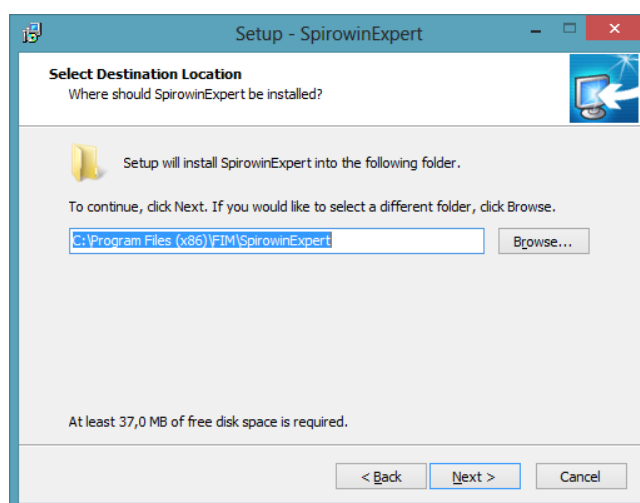 Setup - SpirowinExpert
Select Destination Location
Where should SpirowinExpert be installed?
Setup will install SpirowinExpert into the following folder.
To continue, click Next. If you would like to select a different folder, click Browse.
C:\Program Files (x86)\FIM\SpirowinExpert
Browse...
At least 37,0 MB of free disk space is required.
< Back
Next >
Cancel